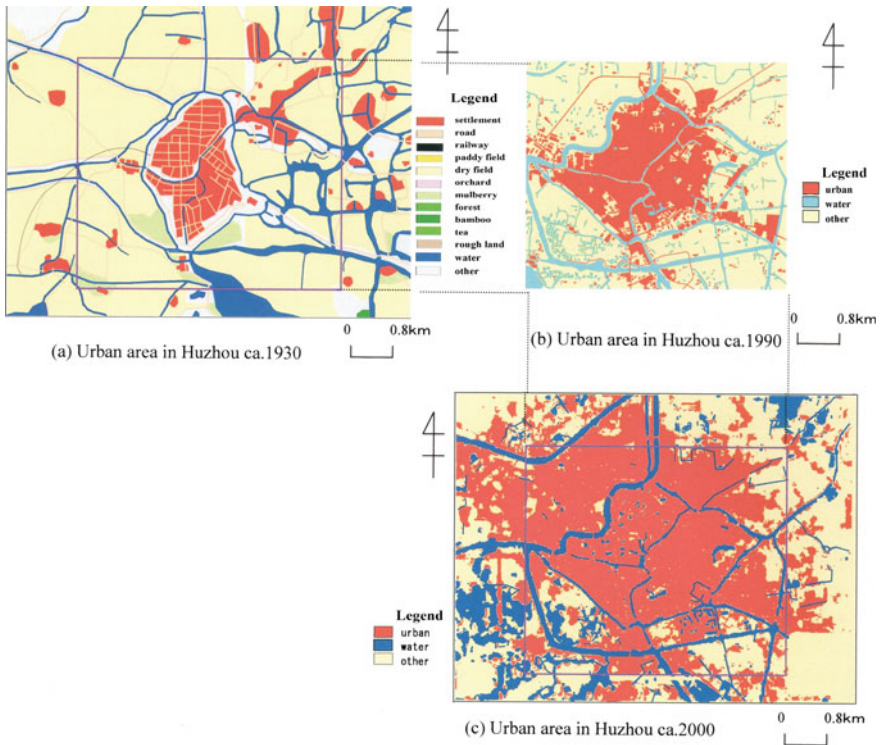 Legend
settlement
road
railway
paddy field
dry field
orchard
mulberry
forest
bamboo
tea
rough land
water
other
0 0.8km
(a) Urban area in Huzhou ca.1930
Legend
urban
water
other
0 0.8km
(b) Urban area in Huzhou ca.1990
Legend
urban
water
other
(c) Urban area in Huzhou ca.2000
0 0.8km